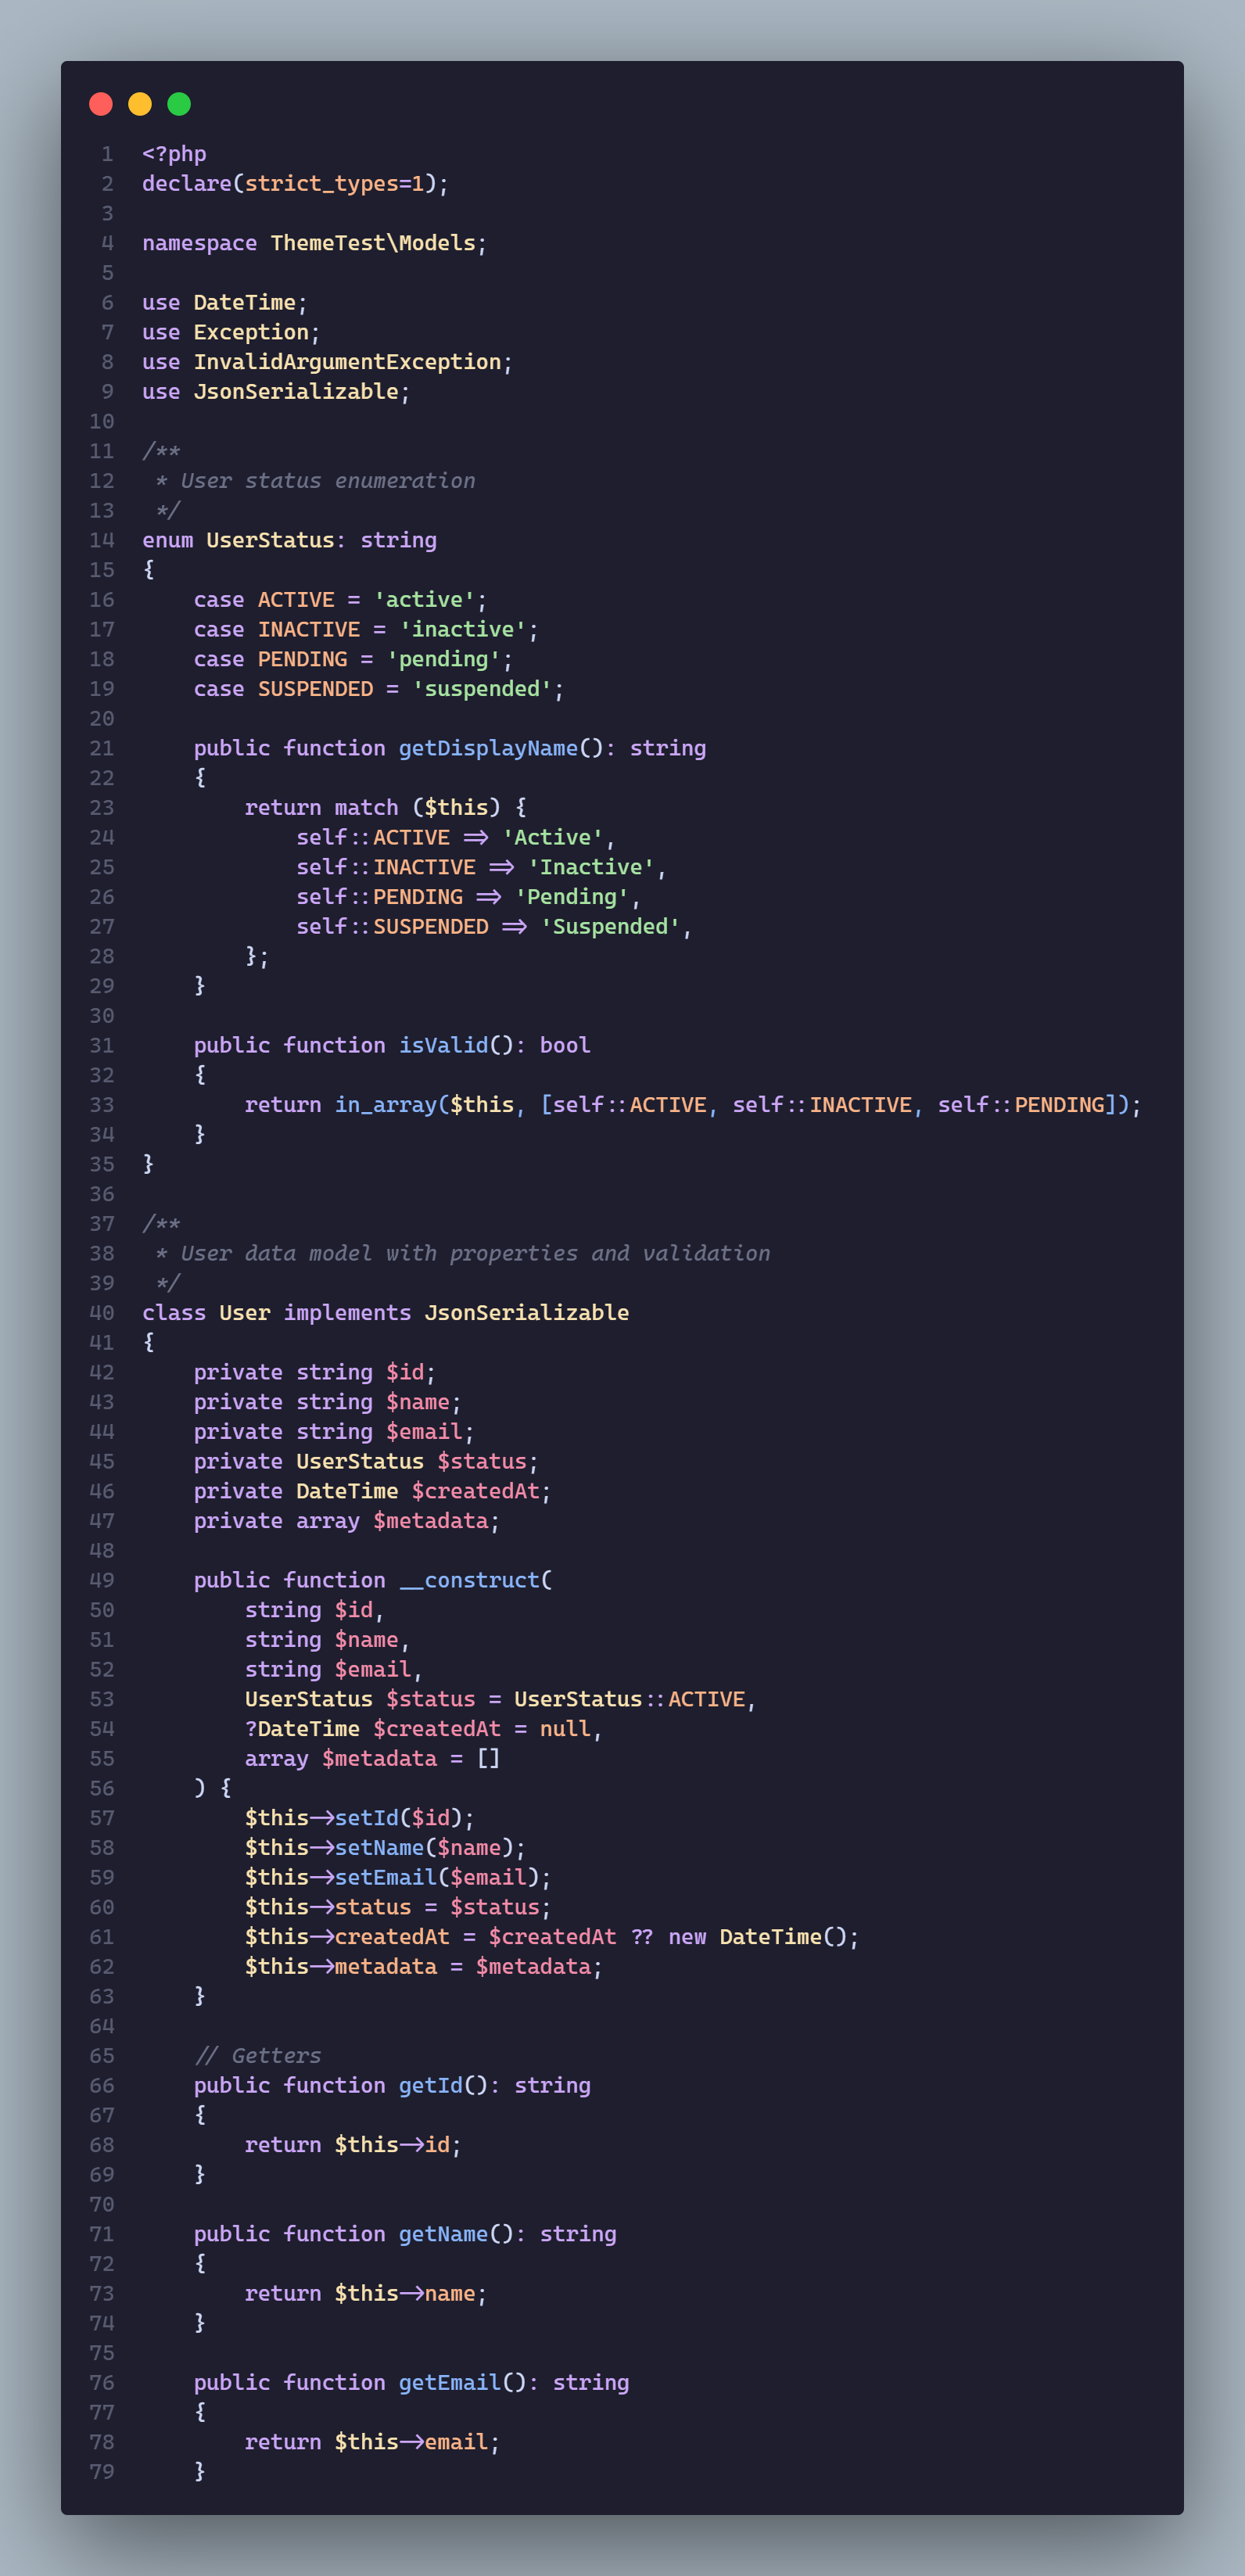 1 <?php
2 declare(strict_types=1);
3
4 namespace ThemeTest\Models;
5
6 use DateTime;
7 use Exception;
8 use InvalidArgumentException;
9 use JsonSerializable;
10
11 /**
12  * User status enumeration
13  */
14 enum UserStatus: string
15 {
16     case ACTIVE = 'active';
17     case INACTIVE = 'inactive';
18     case PENDING = 'pending';
19     case SUSPENDED = 'suspended';
20
21     public function getDisplayName(): string
22     {
23         return match ($this) {
24             self::ACTIVE => 'Active',
25             self::INACTIVE => 'Inactive',
26             self::PENDING => 'Pending',
27             self::SUSPENDED => 'Suspended',
28         };
29     }
30
31     public function isValid(): bool
32     {
33         return in_array($this, [self::ACTIVE, self::INACTIVE, self::PENDING]);
34     }
35 }
36
37 /**
38  * User data model with properties and validation
39  */
40 class User implements JsonSerializable
41 {
42     private string $id;
43     private string $name;
44     private string $email;
45     private UserStatus $status;
46     private DateTime $createdAt;
47     private array $metadata;
48
49     public function __construct(
50         string $id,
51         string $name,
52         string $email,
53         UserStatus $status = UserStatus::ACTIVE,
54         ?DateTime $createdAt = null,
55         array $metadata = []
56     ) {
57         $this->setId($id);
58         $this->setName($name);
59         $this->setEmail($email);
60         $this->status = $status;
61         $this->createdAt = $createdAt ?? new DateTime();
62         $this->metadata = $metadata;
63     }
64
65     // Getters
66     public function getId(): string
67     {
68         return $this->id;
69     }
70
71     public function getName(): string
72     {
73         return $this->name;
74     }
75
76     public function getEmail(): string
77     {
78         return $this->email;
79     }